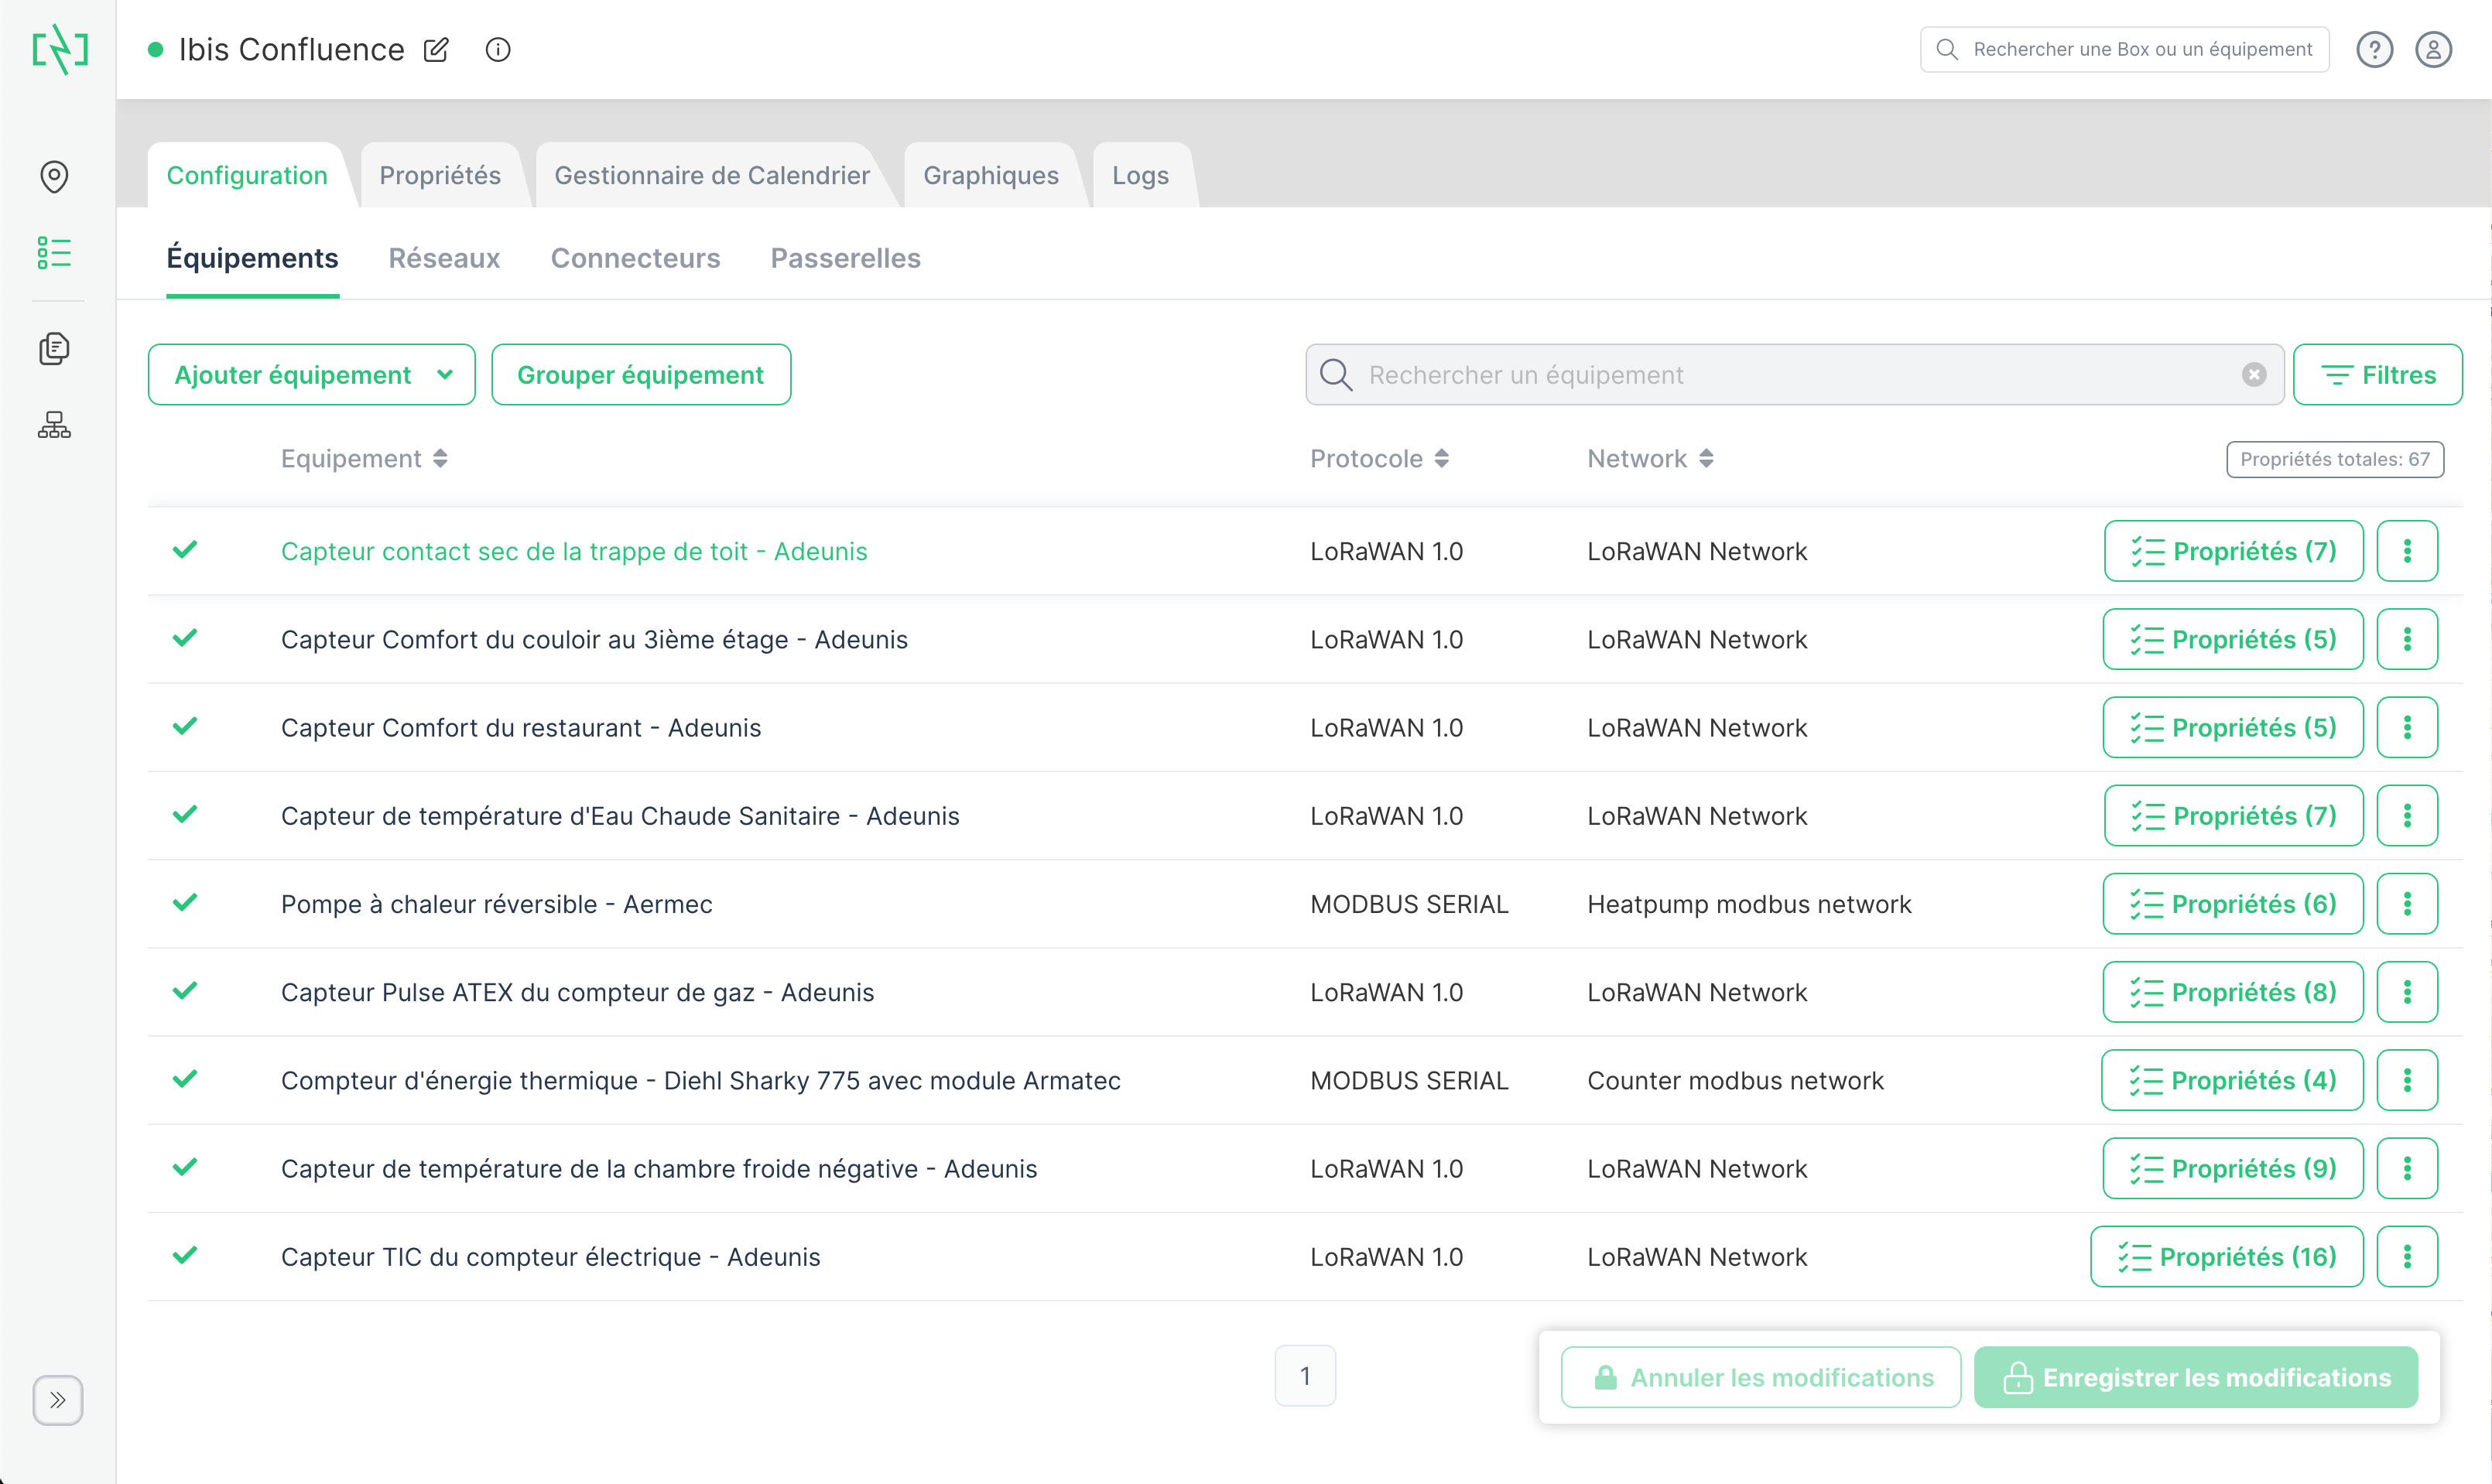 Ibis Confluence
Rechercher une Box ou un équipement
Configuration
Propriétés
Gestionnaire de Calendrier
Graphiques
Logs
Équipements
Réseaux
Connecteurs
Passerelles
Ajouter équipement
Grouper équipement
Rechercher un équipement
Filtres
Equipement
Protocole
Network
Propriétés totales: 67
Capteur contact sec de la trappe de toit - Adeunis LoRaWAN 1.0 LoRaWAN Network Propriétés (7)
Capteur Comfort du couloir au 3ième étage - Adeunis LoRaWAN 1.0 LoRaWAN Network Propriétés (5)
Capteur Comfort du restaurant - Adeunis LoRaWAN 1.0 LoRaWAN Network Propriétés (5)
Capteur de température d'Eau Chaude Sanitaire - Adeunis LoRaWAN 1.0 LoRaWAN Network Propriétés (7)
Pompe à chaleur réversible - Aermec MODBUS SERIAL Heatpump modbus network Propriétés (6)
Capteur Pulse ATEX du compteur de gaz - Adeunis LoRaWAN 1.0 LoRaWAN Network Propriétés (8)
Compteur d'énergie thermique - Diehl Sharky 775 avec module Armatec MODBUS SERIAL Counter modbus network Propriétés (4)
Capteur de température de la chambre froide négative - Adeunis LoRaWAN 1.0 LoRaWAN Network Propriétés (9)
Capteur TIC du compteur électrique - Adeunis LoRaWAN 1.0 LoRaWAN Network Propriétés (16)
1
Annuler les modifications
Enregistrer les modifications